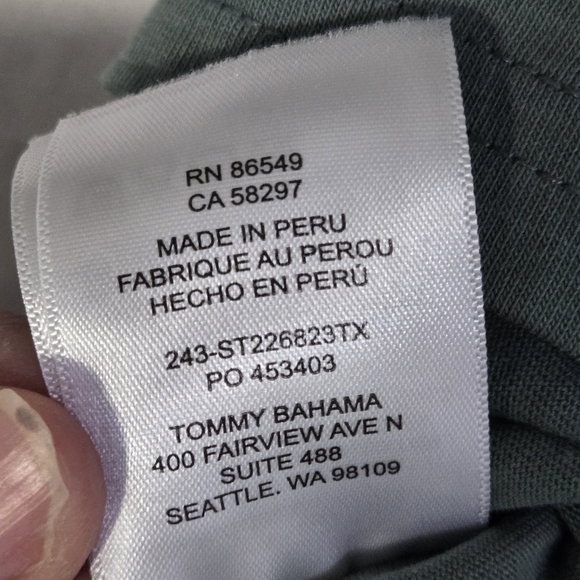 RN 86549
CA 58297
MADE IN PERU
FABRIQUE AU PEROU
HECHO EN PERÚ
243-ST226823TX
PO 453403
TOMMY BAHAMA
400 FAIRVIEW AVE N
SUITE 488
SEATTLE. WA 98109